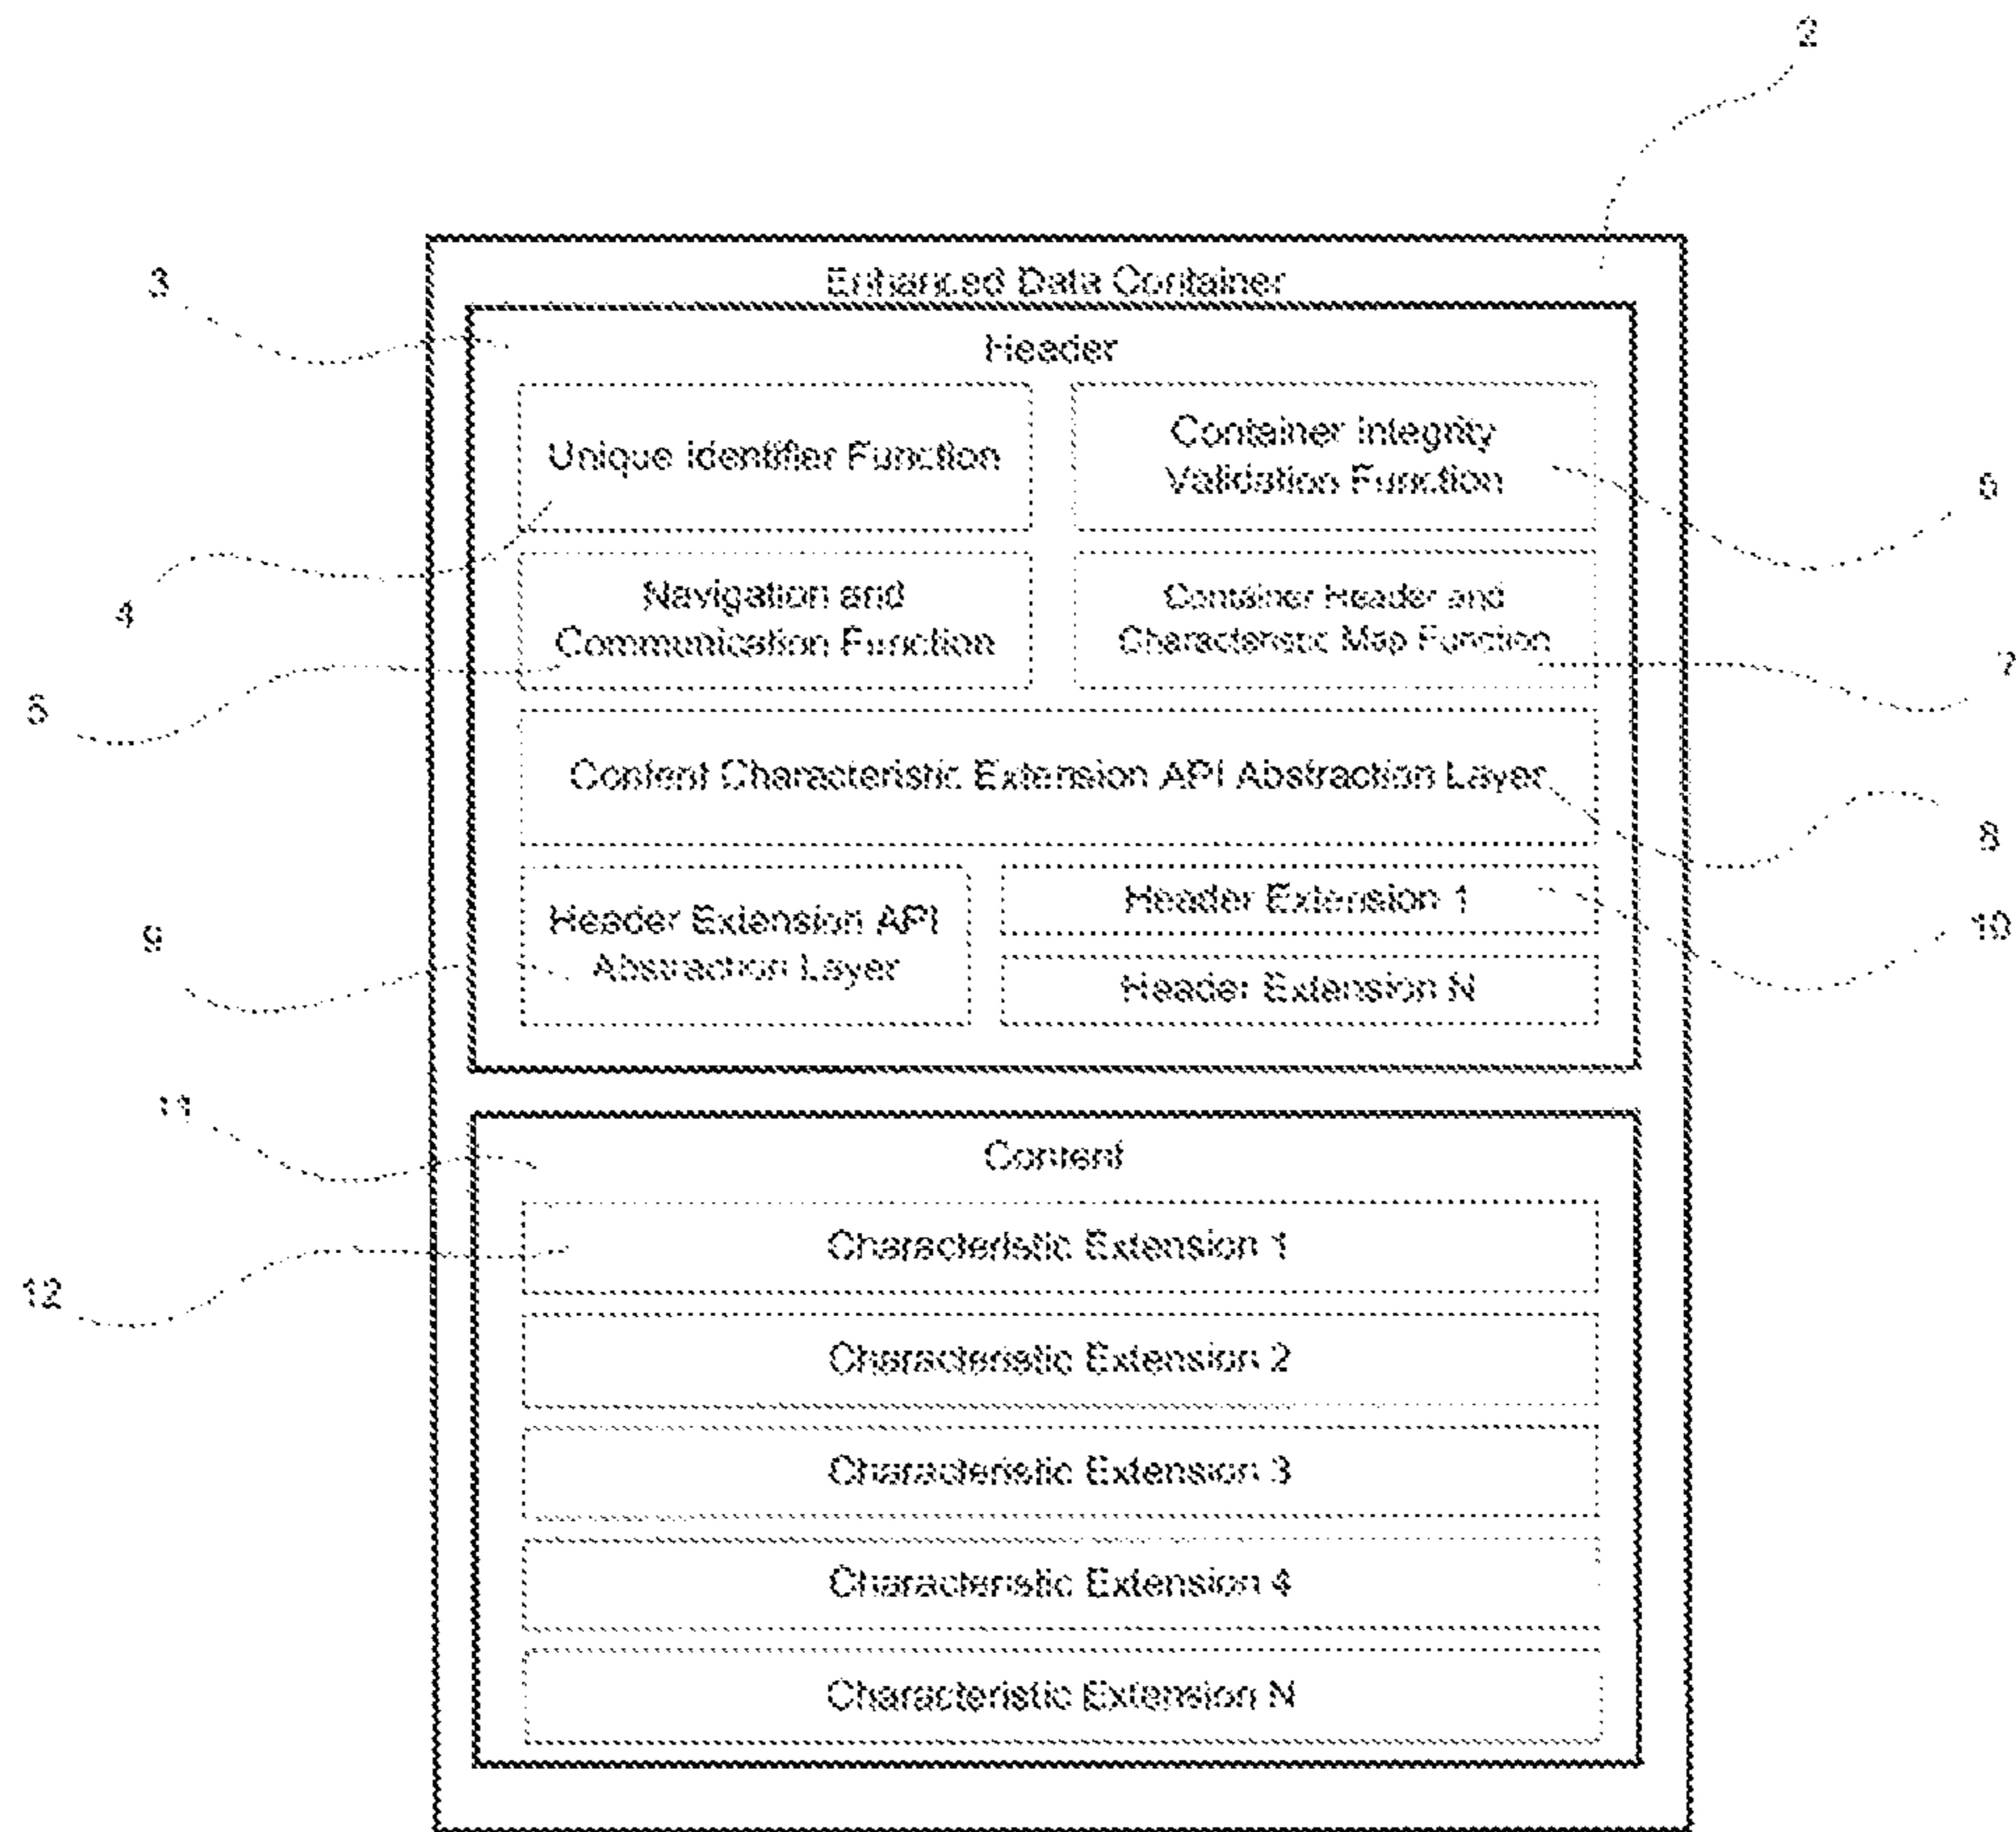 2
Enhanced Data Container
3
Header
Unique Identifier Function
Container Integrity
Validation Function
4
Navigation and
Communication Function
Container Header and
Characteristic Map Function
7
Content Characteristic Extension API Abstraction Layer
8
Header Extension API
Abstraction Layer
9
Header Extension 1
10
Header Extension N
11
Content
Characteristic Extension 1
12
Characteristic Extension 2
Characteristic Extension 3
Characteristic Extension 4
Characteristic Extension N